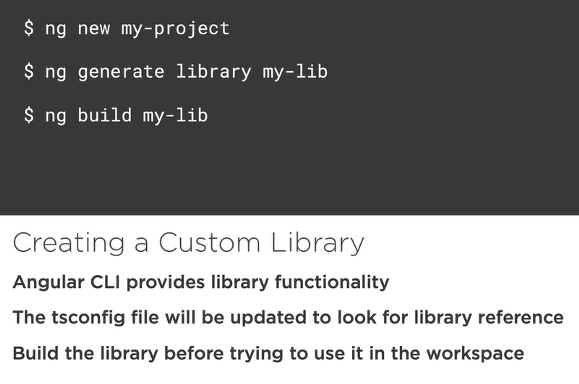 $ ng new my-project
$ ng generate library my-lib
$ ng build my-lib
Creating a Custom Library
Angular CLI provides library functionality
The tsconfig file will be updated to look for library reference
Build the library before trying to use it in the workspace